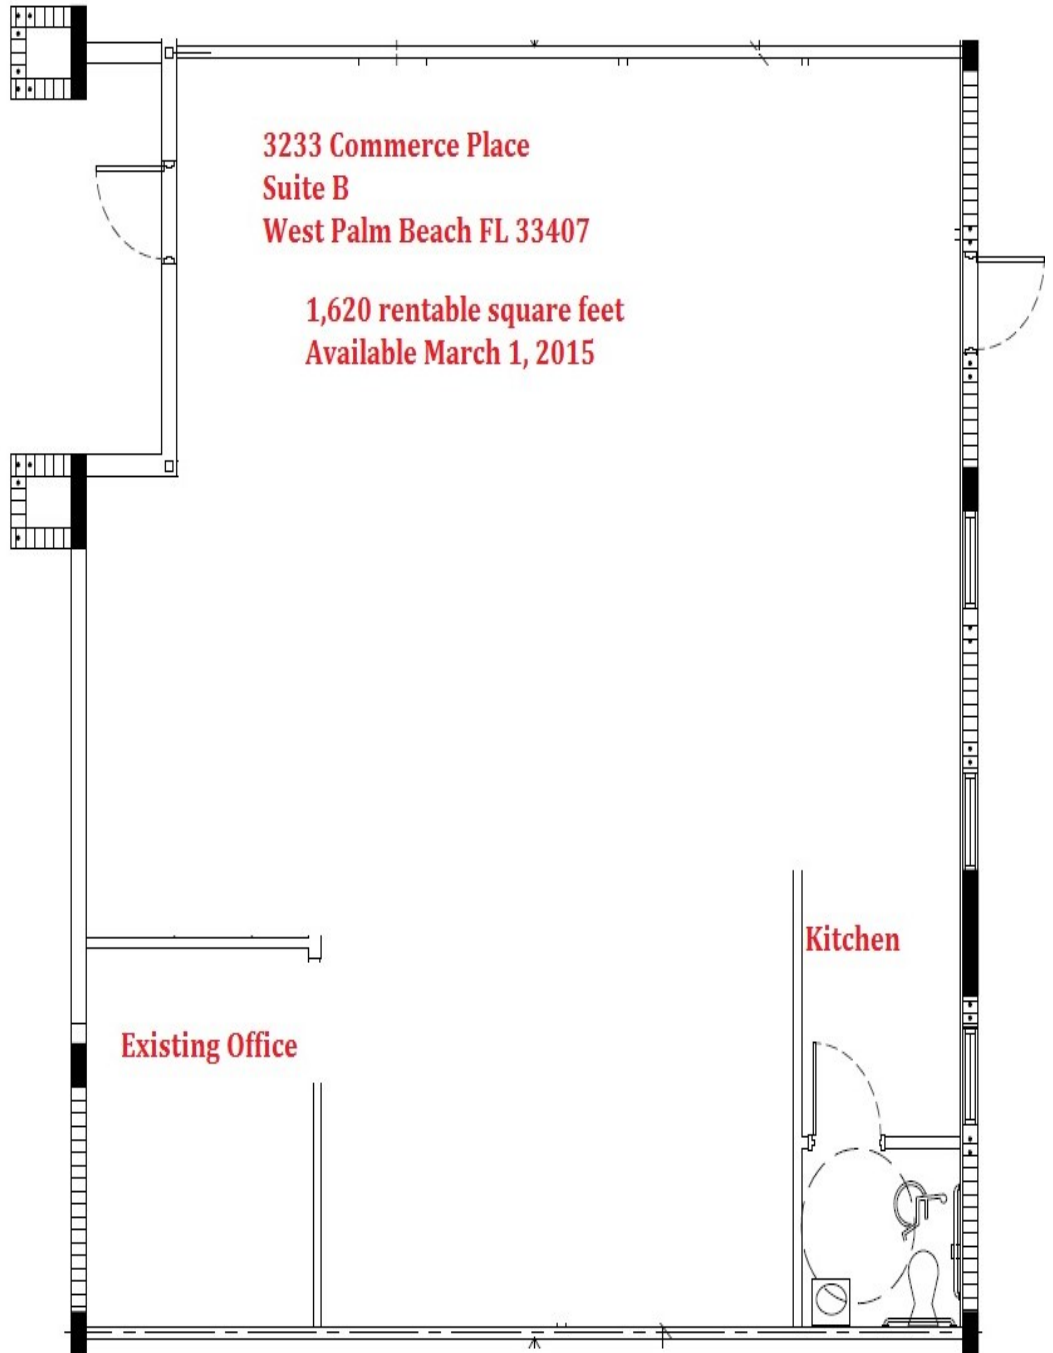 3233 Commerce Place
Suite B
West Palm Beach FL 33407
1,620 rentable square feet
Available March 1, 2015
Kitchen
Existing Office